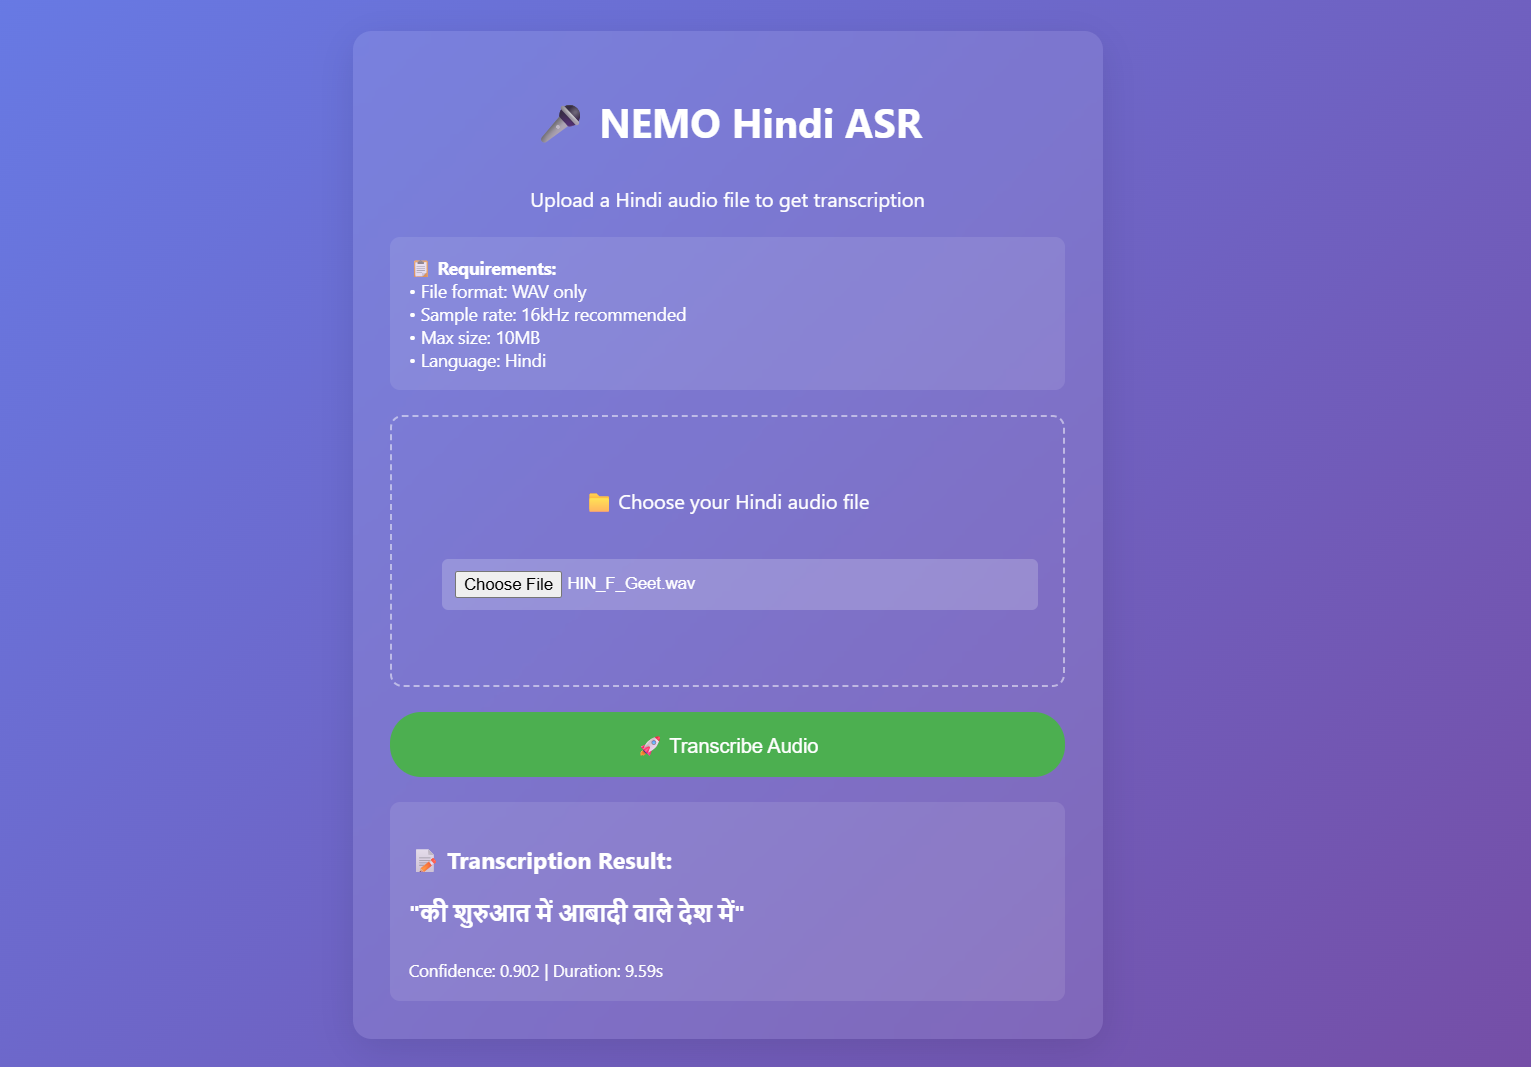 🎤 NEMO Hindi ASR
Upload a Hindi audio file to get transcription
📋 Requirements:
• File format: WAV only
• Sample rate: 16kHz recommended
• Max size: 10MB
• Language: Hindi
📁 Choose your Hindi audio file
Choose File HIN_F_Geet.wav
🚀 Transcribe Audio
📝 Transcription Result:
"की शुरुआत में आबादी वाले देश में"
Confidence: 0.902 | Duration: 9.59s